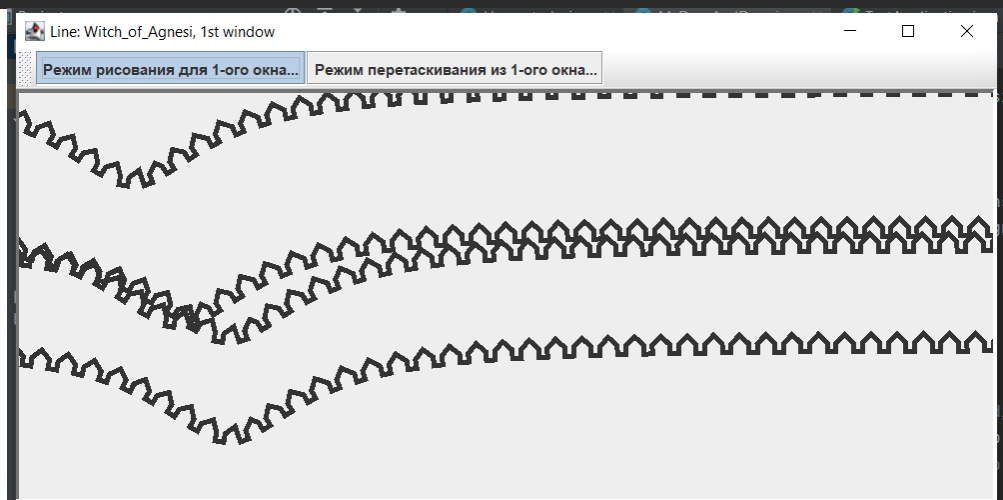 Line: Witch_of_Agnesi, 1st window
Режим рисования для 1-ого окна... Режим перетаскивания из 1-ого окна...